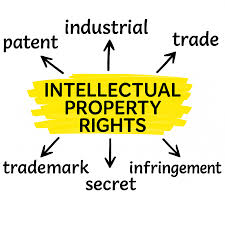 industrial
patent
trade
INTELLECTUAL
PROPERTY
RIGHTS
trademark
infringement
secret